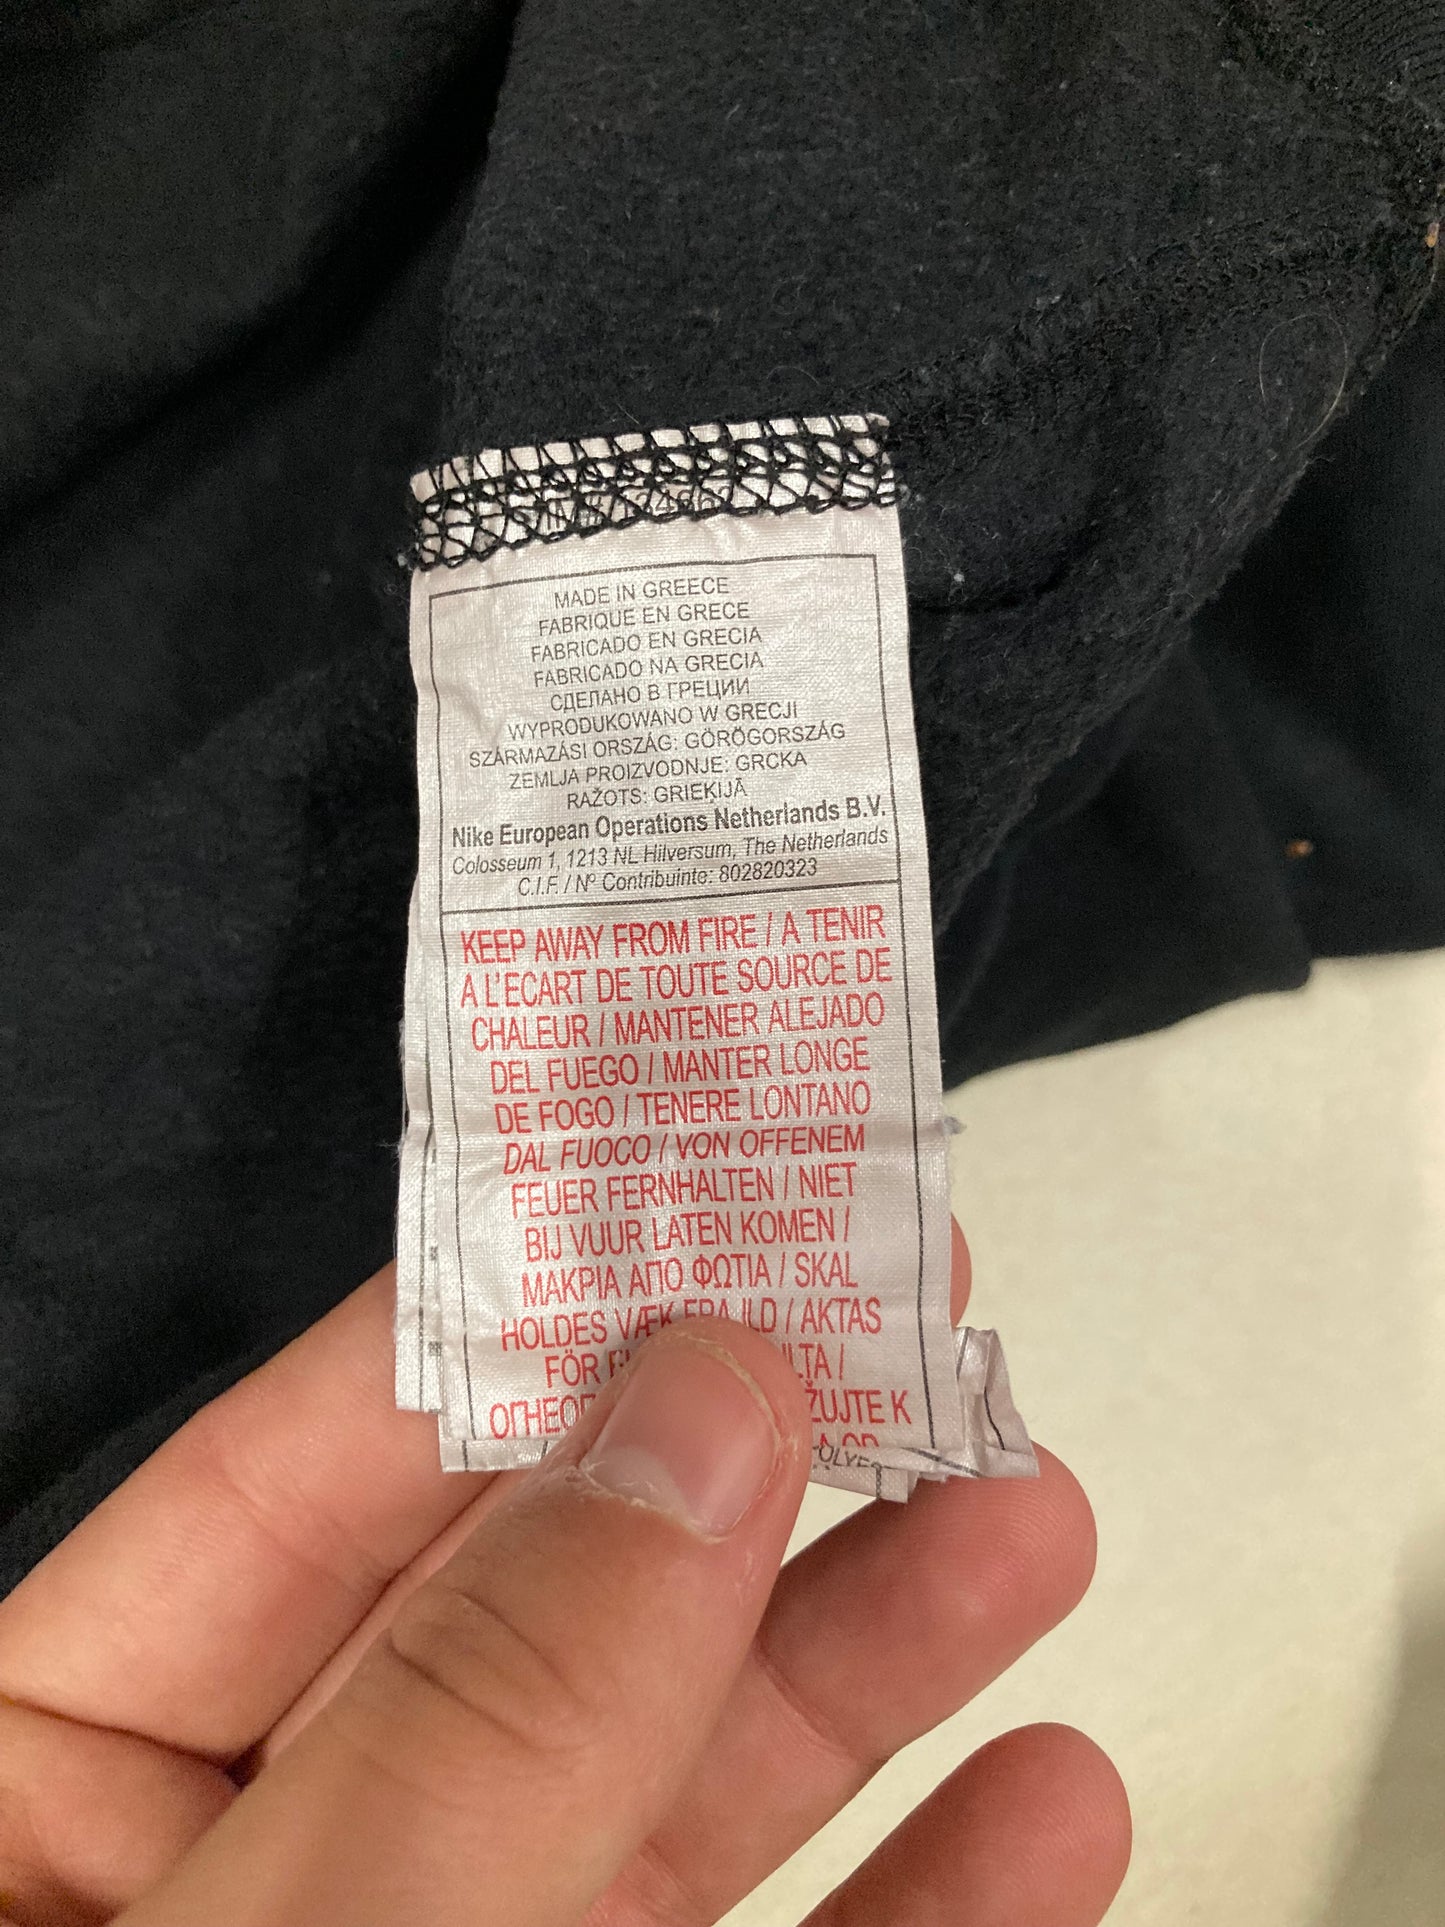 MADE IN GREECE
FABRIQUE EN GRECE
FABRICADO EN GRECIA
FABRICADO NA GRECIA
СДЕЛАНО В ГРЕЦИИ
WYPRODUKOWANO W GRECJI
SZÁRMAZÁSI ORSZÁG: GÖRÖGORSZÁG
ZEMLJA PROIZVODNJE: GRCKA
RAŽOTS: GRIEĶIJĀ
Nike European Operations Netherlands B.V.
Colosseum 1, 1213 NL Hilversum, The Netherlands
C.I.F. / Nº Contribuinte: 802820323
KEEP AWAY FROM FIRE / A TENIR
A L'ECART DE TOUTE SOURCE DE
CHALEUR / MANTENER ALEJADO
DEL FUEGO / MANTER LONGE
DE FOGO / TENERE LONTANO
DAL FUOCO / VON OFFENEM
FEUER FERNHALTEN / NIET
BIJ VUUR LATEN KOMEN /
ΜΑΚΡΙΑ ΑΠΟ ΦΩΤΙΑ / SKAL
HOLDES VÆK / AKTAS
FÖR /
K